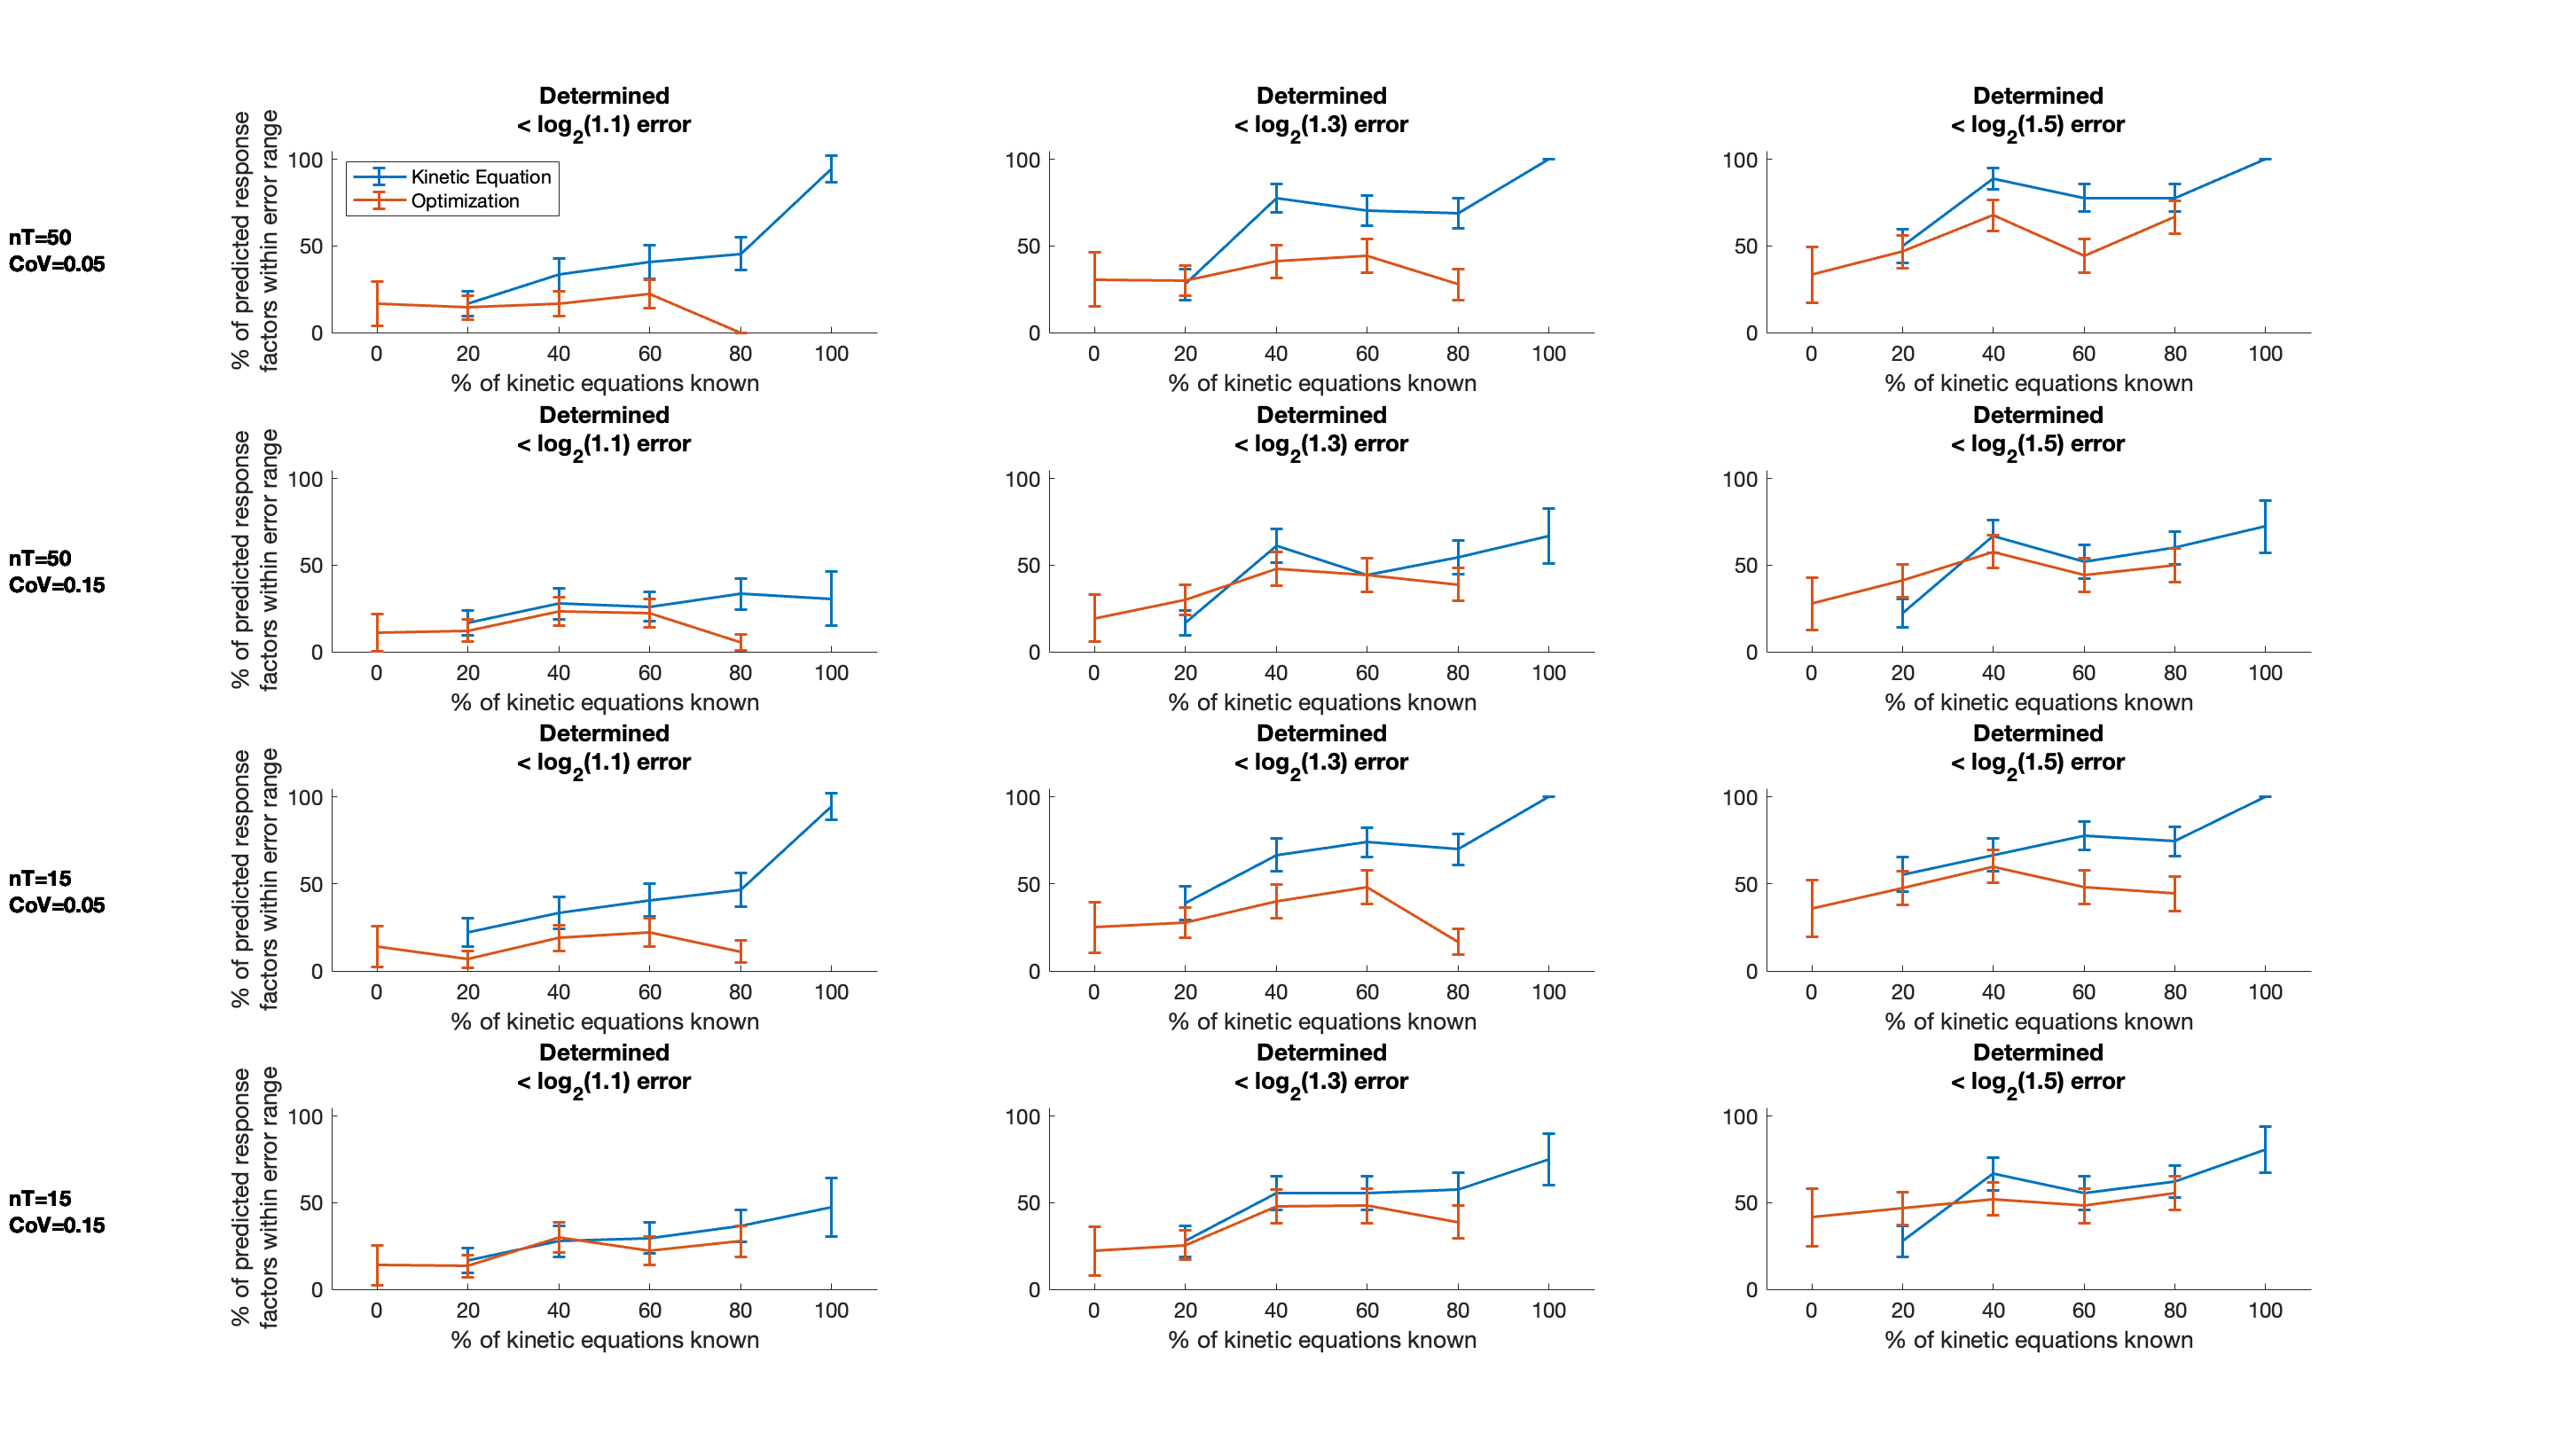 Determined
< log2(1.1) error
Determined
< log2(1.3) error
Determined
< log2(1.5) error
nT=50
CoV=0.05
% of predicted response
factors within error range
100
50
0
Kinetic Equation
Optimization
0 20 40 60 80 100
% of kinetic equations known
100
50
0
0 20 40 60 80 100
% of kinetic equations known
100
50
0
0 20 40 60 80 100
% of kinetic equations known
Determined
< log2(1.1) error
Determined
< log2(1.3) error
Determined
< log2(1.5) error
nT=50
CoV=0.15
% of predicted response
factors within error range
100
50
0
0 20 40 60 80 100
% of kinetic equations known
100
50
0
0 20 40 60 80 100
% of kinetic equations known
100
50
0
0 20 40 60 80 100
% of kinetic equations known
Determined
< log2(1.1) error
Determined
< log2(1.3) error
Determined
< log2(1.5) error
nT=15
CoV=0.05
% of predicted response
factors within error range
100
50
0
0 20 40 60 80 100
% of kinetic equations known
100
50
0
0 20 40 60 80 100
% of kinetic equations known
100
50
0
0 20 40 60 80 100
% of kinetic equations known
Determined
< log2(1.1) error
Determined
< log2(1.3) error
Determined
< log2(1.5) error
nT=15
CoV=0.15
% of predicted response
factors within error range
100
50
0
0 20 40 60 80 100
% of kinetic equations known
100
50
0
0 20 40 60 80 100
% of kinetic equations known
100
50
0
0 20 40 60 80 100
% of kinetic equations known